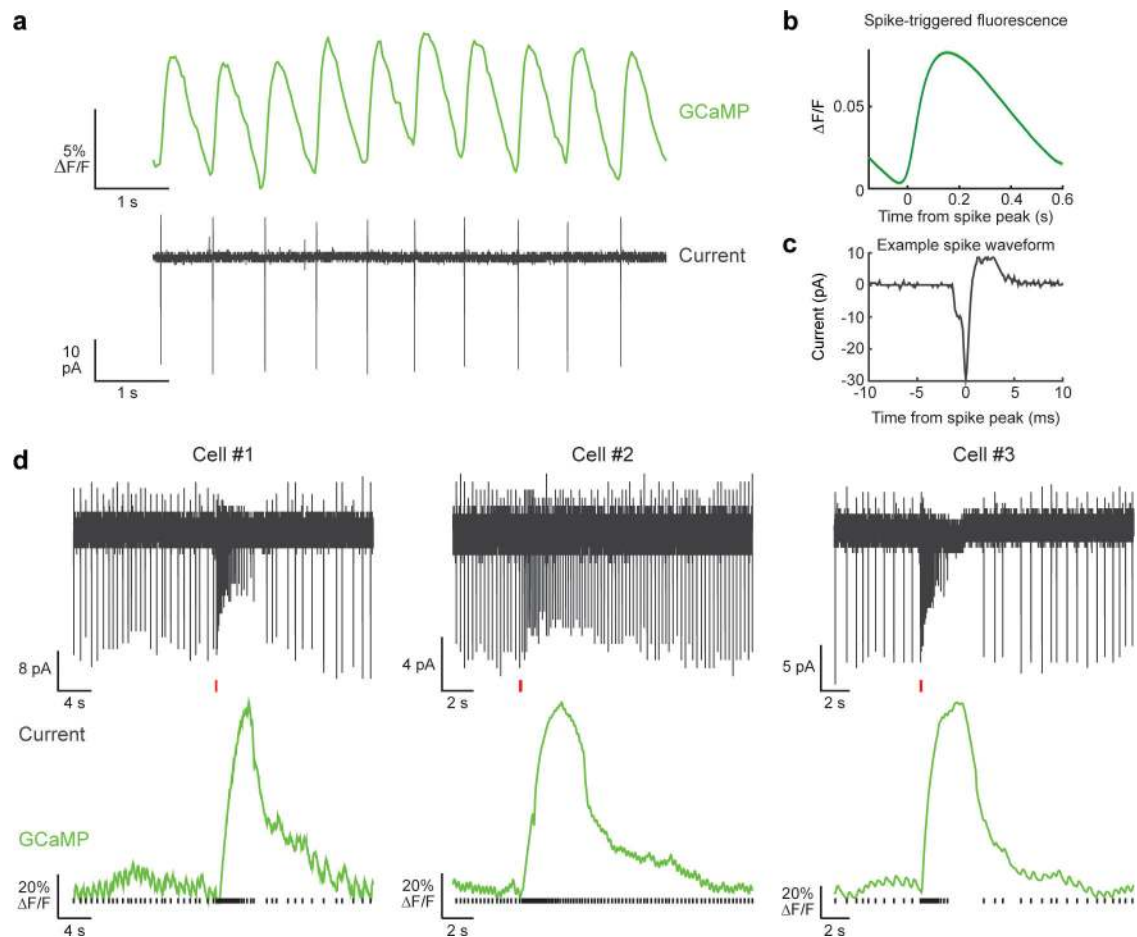 a
GCaMP
5%
ΔF/F
1 s
Current
10
pA
1 s
b
Spike-triggered fluorescence
0.05
ΔF/F
0
0 0.2 0.4 0.6
Time from spike peak (s)
c
Example spike waveform
10
0
-10
-20
-30
Current (pA)
-10 -5 0 5 10
Time from spike peak (ms)
d
Cell #1 Cell #2 Cell #3
8 pA
4 s
4 pA
2 s
5 pA
2 s
Current
GCaMP
20%
ΔF/F
4 s
20%
ΔF/F
2 s
20%
ΔF/F
2 s